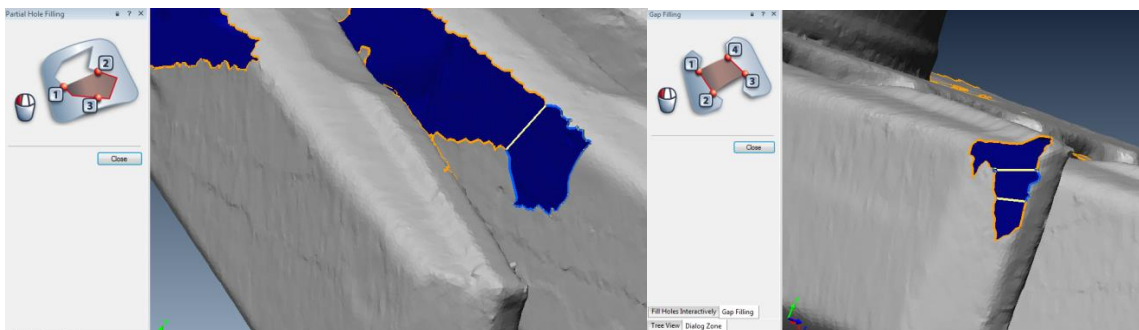 Partial Hole Filling
2
1
3
Close
Gap Filling
4
1
3
2
Close
Fill Holes Interactively Gap Filling
Tree View Dialog Zone